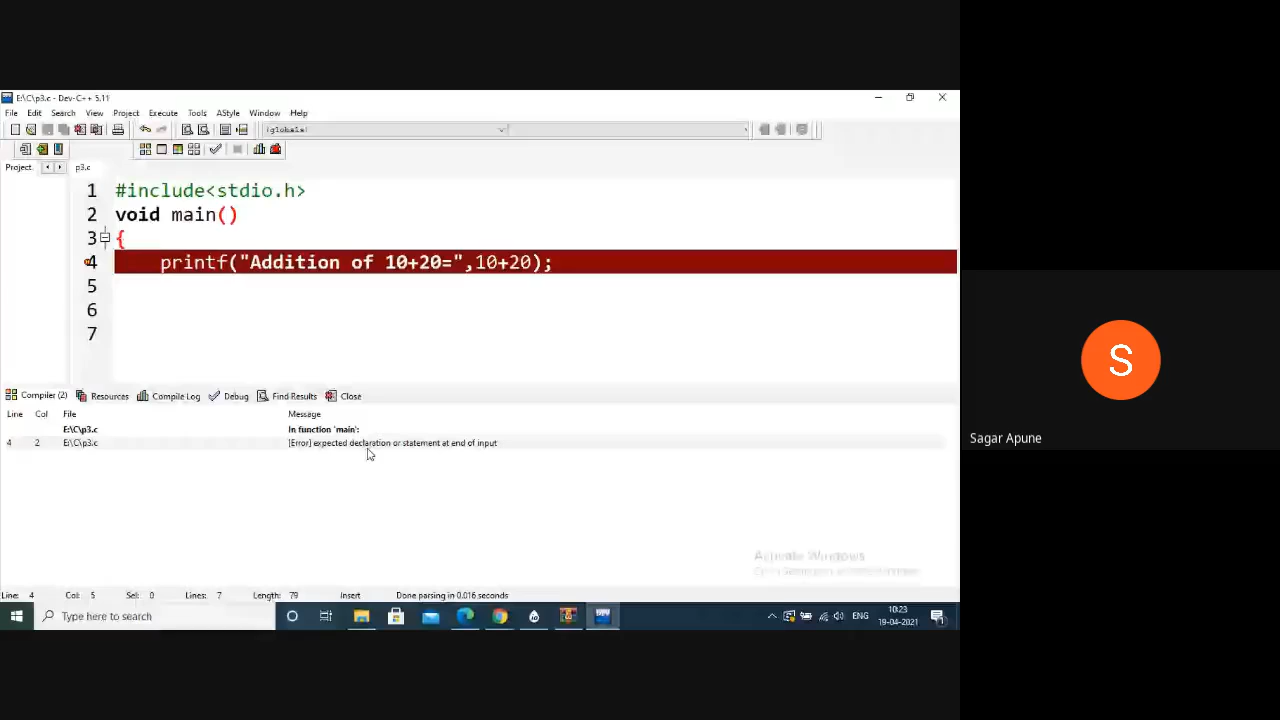 E:\C\p3.c - Dev-C++ 5.11
File Edit Search View Project Execute Tools AStyle Window Help
(globals)
Project p3.c
1 #include<stdio.h>
2 void main()
3 {
4 printf("Addition of 10+20=",10+20);
5
6
7
Compiler (2) Resources Compile Log Debug Find Results Close
Line Col File Message
E:\C\p3.c In function 'main':
4 2 E:\C\p3.c [Error] expected declaration or statement at end of input
Activate Windows
Line: 4 Col: 5 Sel: 0 Lines: 7 Length: 79 Insert Done parsing in 0.016 seconds
Type here to search DEV ENG 10:23
19-04-2021
S
Sagar Apune